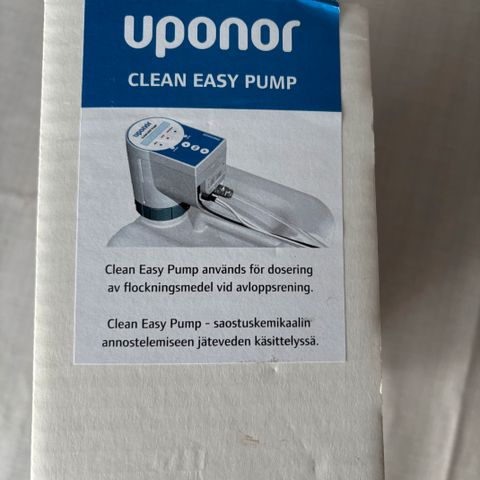 uponor
CLEAN EASY PUMP
uponor
Clean Easy Pump används för dosering
av flockningsmedel vid avloppsrening.
Clean Easy Pump - saostuskemikaalin
annostelemiseen jäteveden käsittelyssä.